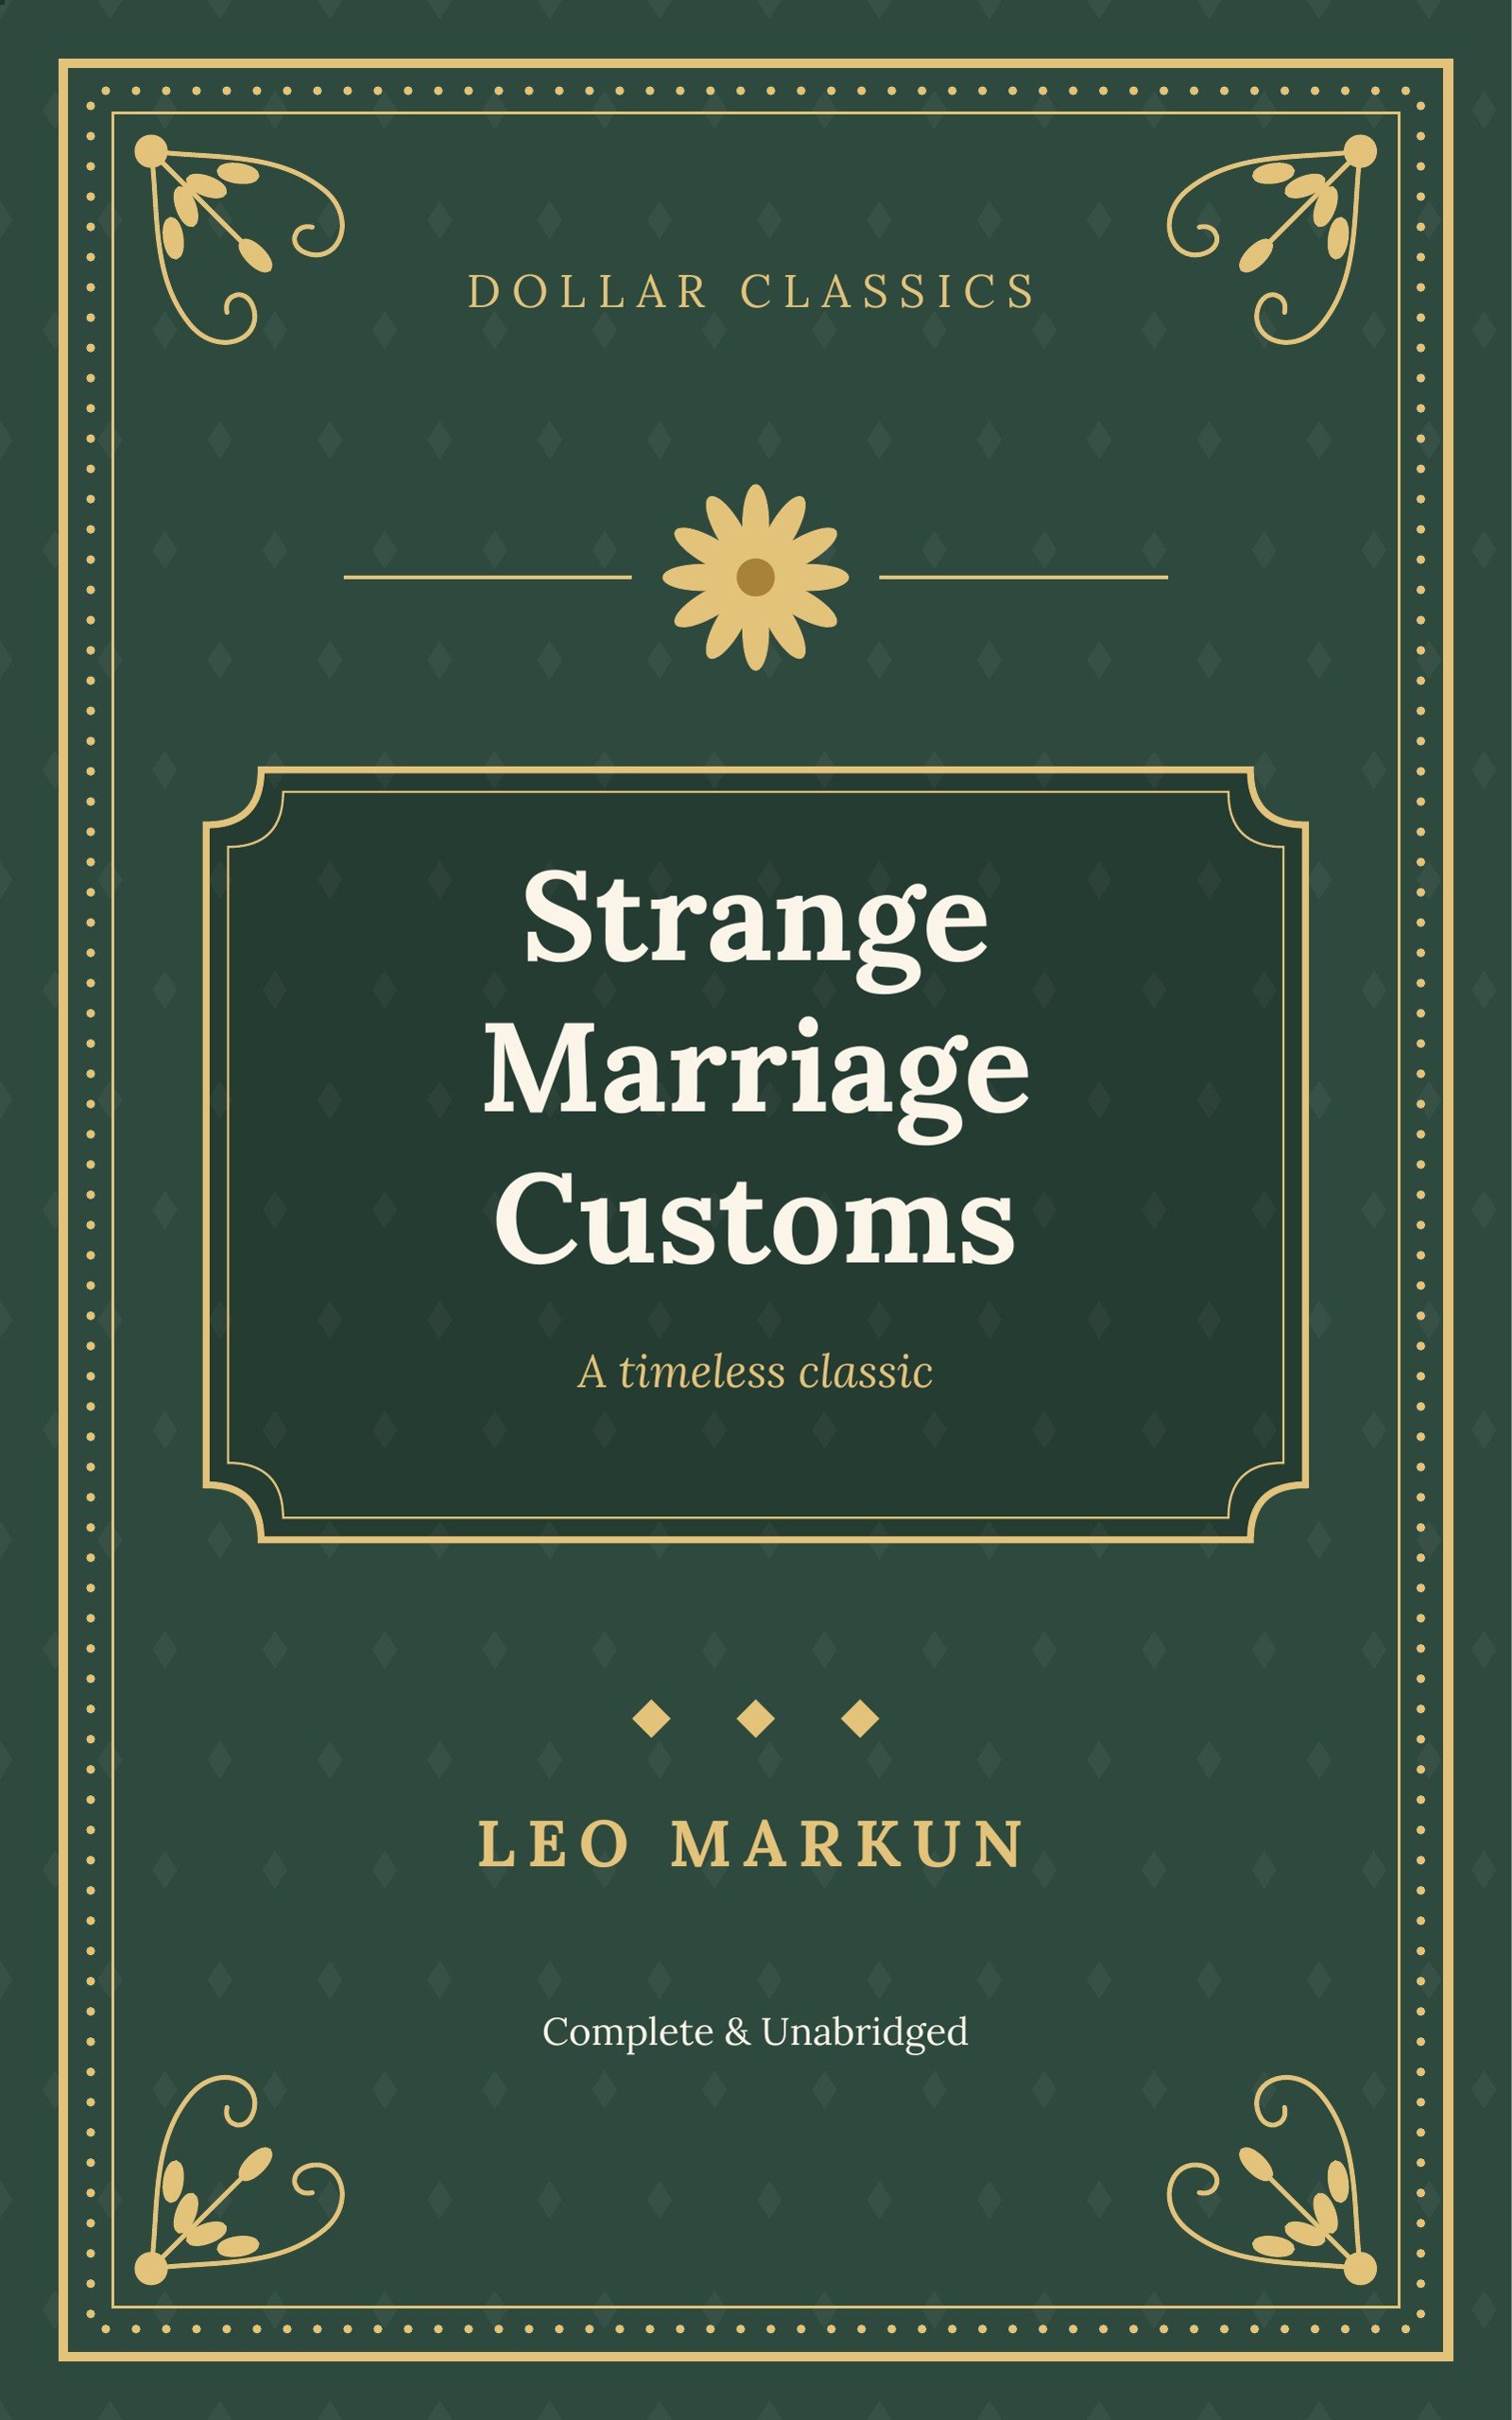 DOLLAR CLASSICS
Strange
Marriage
Customs
A timeless classic
LEO MARKUN
Complete & Unabridged